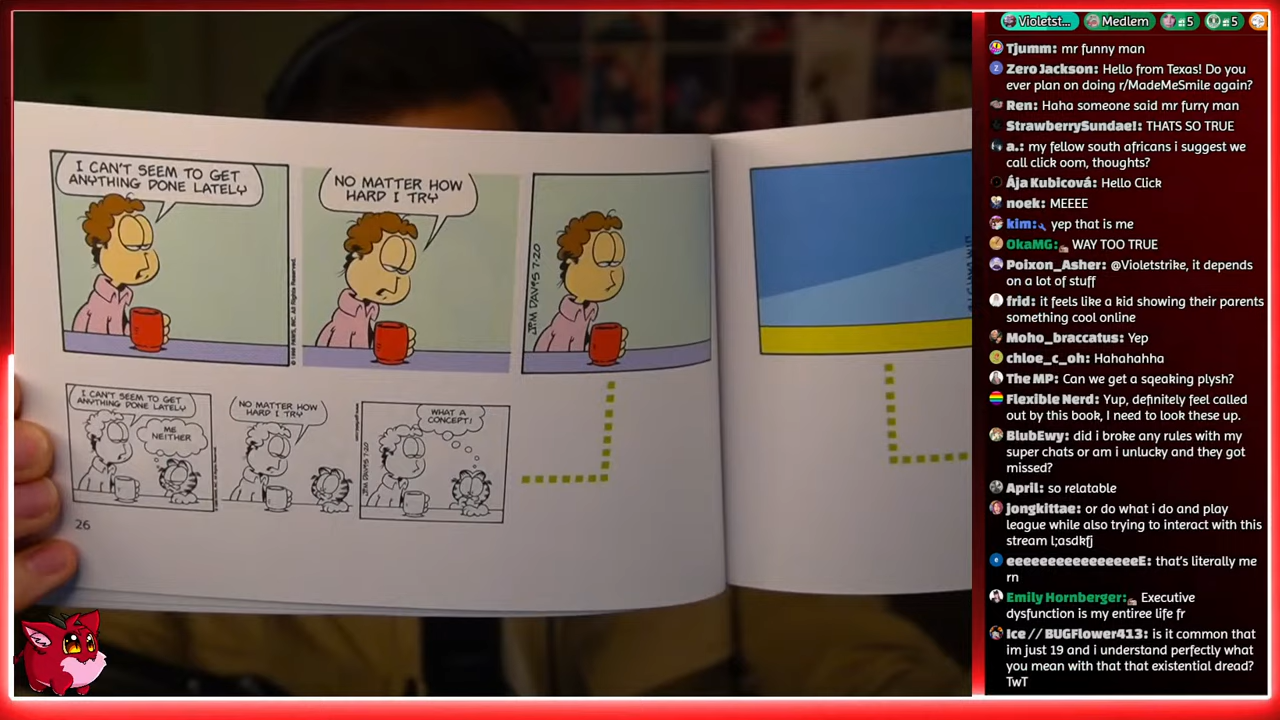 I CAN'T SEEM TO GET
ANYTHING DONE LATELY
NO MATTER HOW
HARD I TRY
JIM DAVIS 7·20
I CAN'T SEEM TO GET
ANYTHING DONE LATELY
ME
NEITHER
NO MATTER HOW
HARD I TRY
WHAT A
CONCEPT!
JIM DAVIS 7·20
26
Violetst...
Medlem
#5
#5
Tjumm: mr funny man
Zero Jackson: Hello from Texas! Do you
ever plan on doing r/MadeMeSmile again?
Ren: Haha someone said mr furry man
StrawberrySundae!: THATS SO TRUE
a.: my fellow south africans i suggest we
call click oom, thoughts?
Ája Kubicová: Hello Click
noek: MEEEE
kim: yep that is me
OkaMG: WAY TOO TRUE
Poixon_Asher: @Violetstrike, it depends
on a lot of stuff
frid: it feels like a kid showing their parents
something cool online
Moho_braccatus: Yep
chloe_c_oh: Hahahahha
The MP: Can we get a sqeaking plysh?
Flexible Nerd: Yup, definitely feel called
out by this book, I need to look these up.
BlubEwy: did i broke any rules with my
super chats or am i unlucky and they got
missed?
April: so relatable
jongkittae: or do what i do and play
league while also trying to interact with this
stream l;asdkfj
eeeeeeeeeeeeeeeE: that's literally me
rn
Emily Hornberger: Executive
dysfunction is my entiree life fr
Ice // BUGFlower413: is it common that
im just 19 and i understand perfectly what
you mean with that that existential dread?
TwT